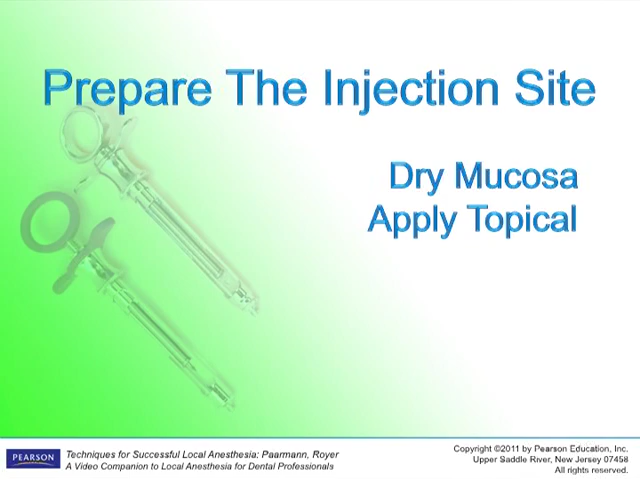 Prepare The Injection Site
Dry Mucosa
Apply Topical
PEARSON
Techniques for Successful Local Anesthesia: Paarmann, Royer
A Video Companion to Local Anesthesia for Dental Professionals
Copyright ©2011 by Pearson Education, Inc.
Upper Saddle River, New Jersey 07458
All rights reserved.